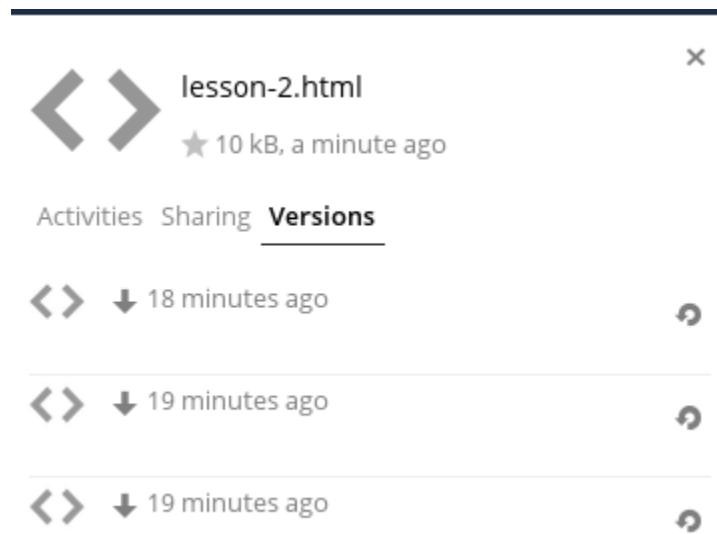 lesson-2.html
10 kB, a minute ago
Activities Sharing Versions
18 minutes ago
19 minutes ago
19 minutes ago